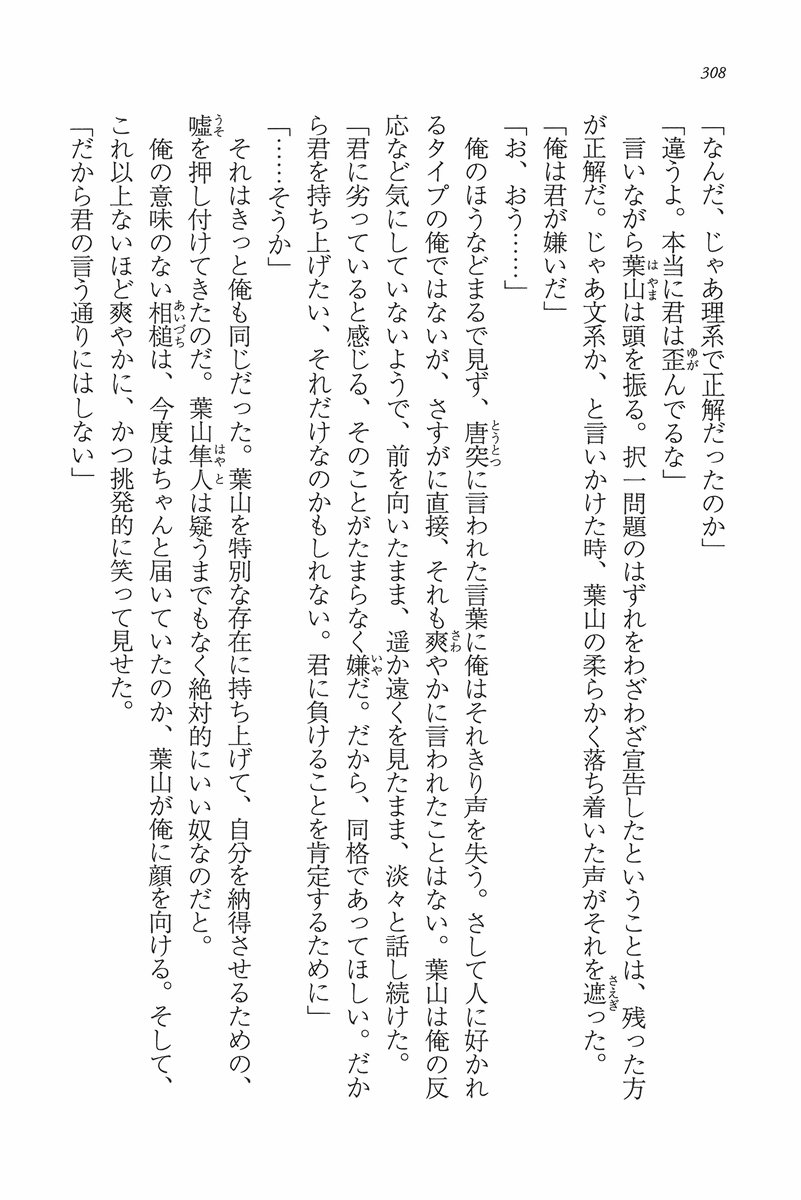 308
「なんだ、じゃあ理系で正解だったのか」
「違うよ。本当に君は歪んでるな」
言いながら葉山は頭を振る。択一問題のはずれをわざわざ宣告したということは、残った方
が正解だ。じゃあ文系か、と言いかけた時、葉山の柔らかく落ち着いた声がそれを遮った。
「俺は君が嫌いだ」
「お、おう……」
俺のほうなどまるで見ず、唐突に言われた言葉に俺はそれきり声を失う。さして人に好かれ
るタイプの俺ではないが、さすがに直接、それも爽やかに言われたことはない。葉山は俺の反
応など気にしていないようで、前を向いたまま、遥か遠くを見たまま、淡々と話し続けた。
「君に劣っていると感じる、そのことがたまらなく嫌だ。だから、同格であってほしい。だか
ら君を持ち上げたい、それだけなのかもしれない。君に負けることを肯定するために」
「……そうか」
それはきっと俺も同じだった。葉山を特別な存在に持ち上げて、自分を納得させるための、
嘘を押し付けてきたのだ。葉山隼人は疑うまでもなく絶対的にいい奴なのだと。
俺の意味のない相槌は、今度はちゃんと届いていたのか、葉山が俺に顔を向ける。そして、
これ以上ないほど爽やかに、かつ挑発的に笑って見せた。
「だから君の言う通りにはしない」